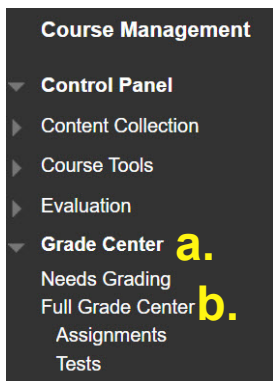 Course Management
Control Panel
Content Collection
Course Tools
Evaluation
Grade Center a.
Needs Grading
Full Grade Center b.
Assignments
Tests